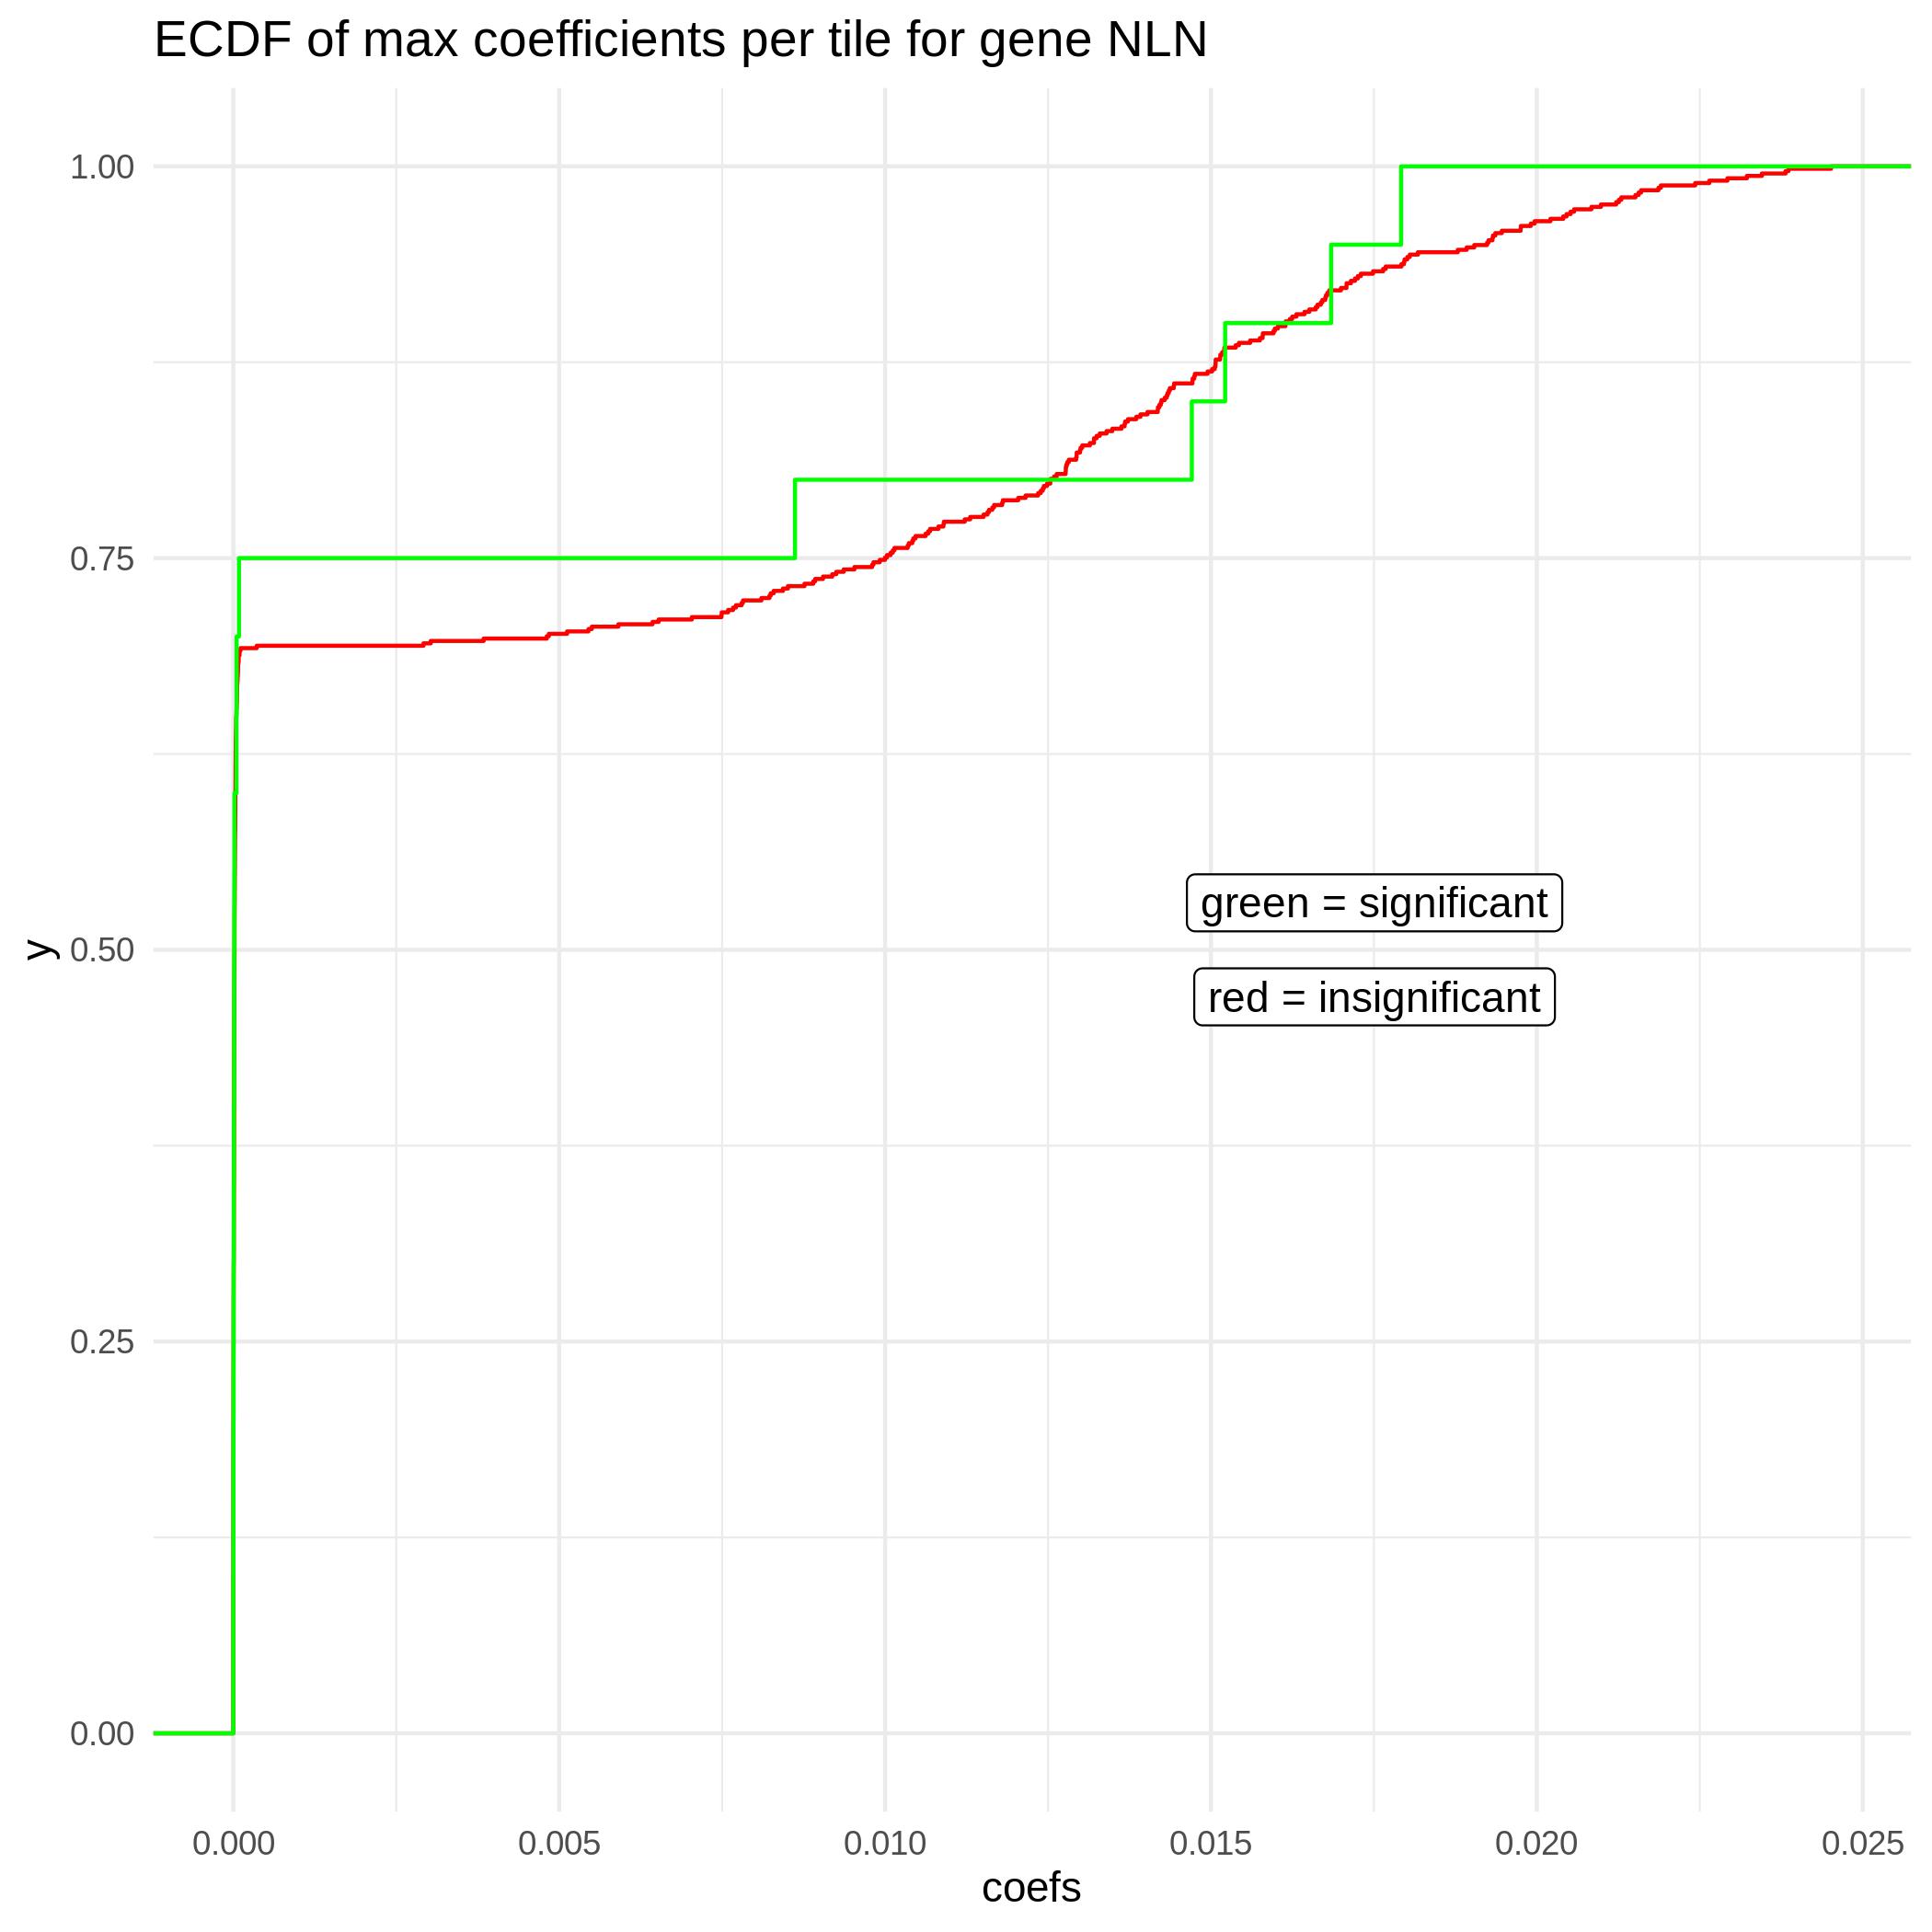 ECDF of max coefficients per tile for gene NLN
1.00
0.75
0.50
0.25
0.00
y
green = significant
red = insignificant
0.000 0.005 0.010 0.015 0.020 0.025
coefs